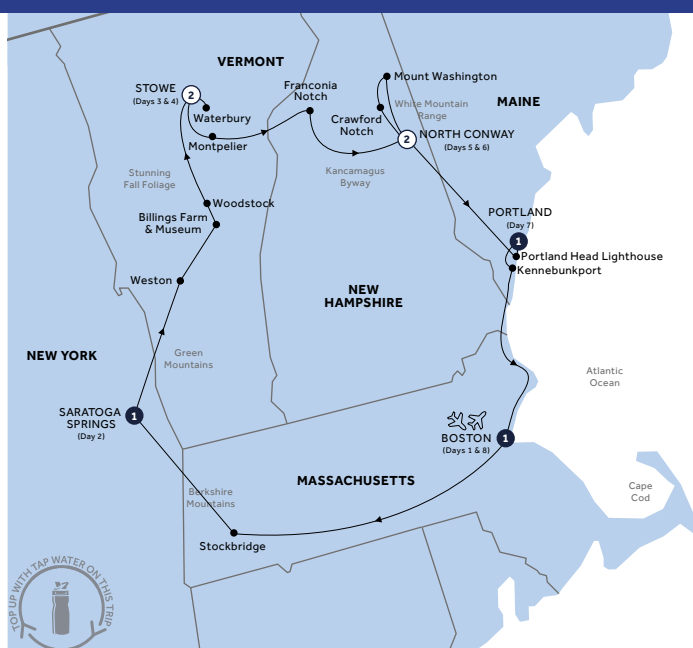 VERMONT
STOWE
(Days 3 & 4)
2
Waterbury
Montpelier
Franconia
Notch
Mount Washington
White Mountain
Range
Crawford
Notch
MAINE
2
NORTH CONWAY
(Days 5 & 6)
Kancamagus
Byway
Stunning
Fall Foliage
Woodstock
Billings Farm
& Museum
PORTLAND
(Day 7)
1
Portland Head Lighthouse
Kennebunkport
Weston
NEW
HAMPSHIRE
NEW YORK
Green
Mountains
Atlantic
Ocean
SARATOGA
SPRINGS
(Day 2)
1
BOSTON
(Days 1 & 8)
1
MASSACHUSETTS
Berkshire
Mountains
Cape
Cod
Stockbridge
TOP UP WITH TAP WATER ON THIS TRIP